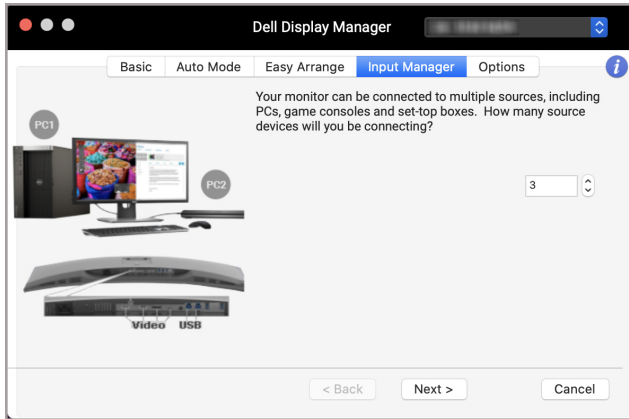 Dell Display Manager
Basic Auto Mode Easy Arrange Input Manager Options i
Your monitor can be connected to multiple sources, including
PCs, game consoles and set-top boxes. How many source
devices will you be connecting?
PC1
PC2
3
Video USB
< Back Next > Cancel